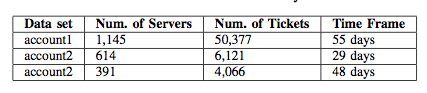 Data set Num. of Servers Num. of Tickets Time Frame
account1 1,145 50,377 55 days
account2 614 6,121 29 days
account2 391 4,066 48 days